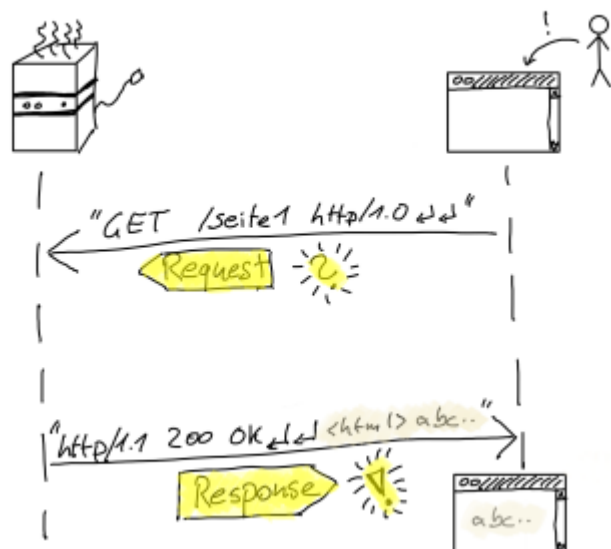 !
"GET /seite1 http/1.0 ↲↲"
Request ?
"http/1.1 200 OK ↲↲ <html> abc.."
Response !
abc..